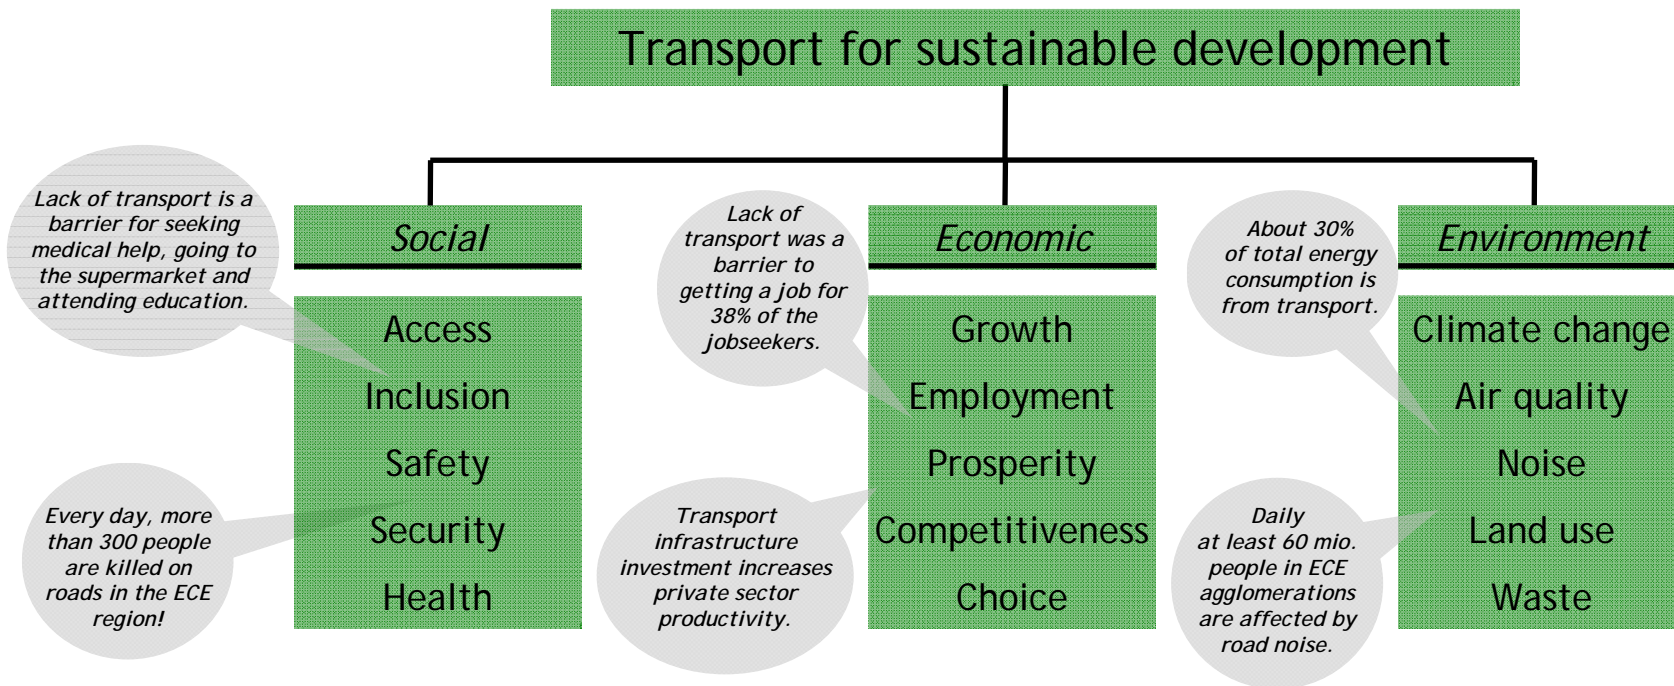 Transport for sustainable development
Lack of transport is a
barrier for seeking
medical help, going to
the supermarket and
attending education.
Every day, more
than 300 people
are killed on
roads in the ECE
region!
Social
Access
Inclusion
Safety
Security
Health
Lack of
transport was a
barrier to
getting a job for
38% of the
jobseekers.
Transport
infrastructure
investment increases
private sector
productivity.
Economic
Growth
Employment
Prosperity
Competitiveness
Choice
About 30%
of total energy
consumption is
from transport.
Daily
at least 60 mio.
people in ECE
agglomerations
are affected by
road noise.
Environment
Climate change
Air quality
Noise
Land use
Waste